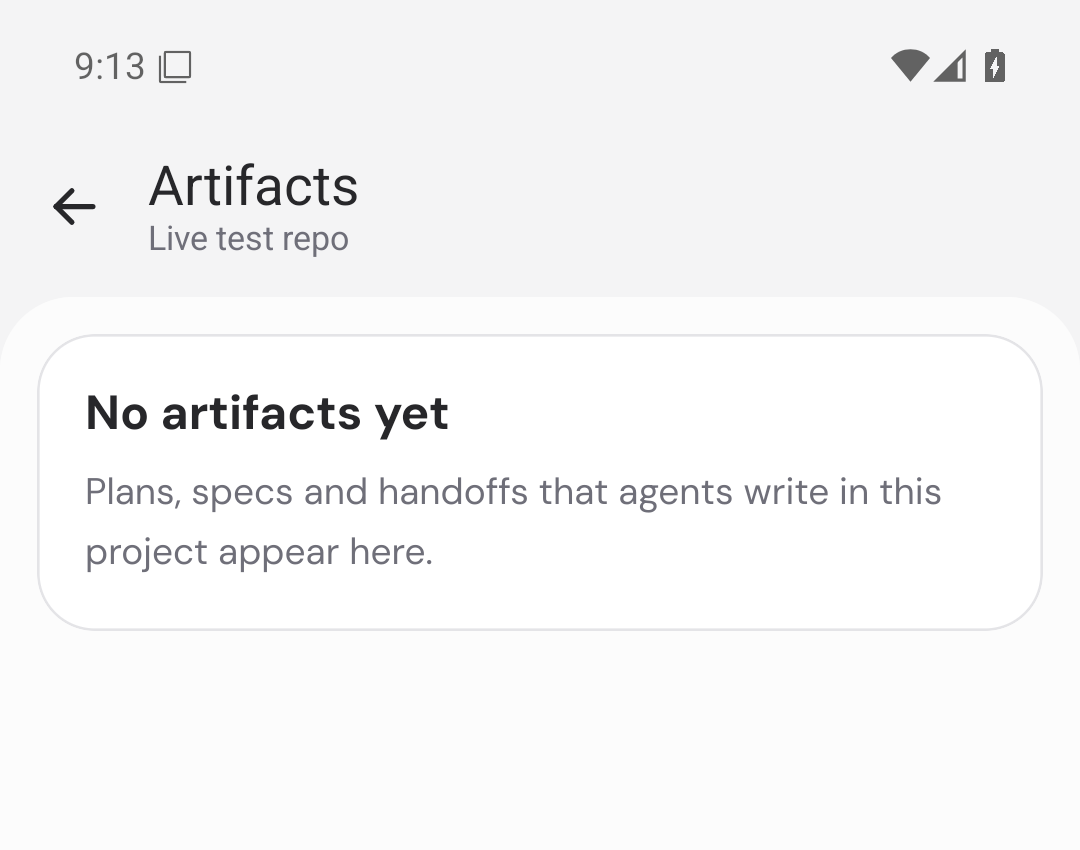 9:13
Artifacts
Live test repo
No artifacts yet
Plans, specs and handoffs that agents write in this
project appear here.